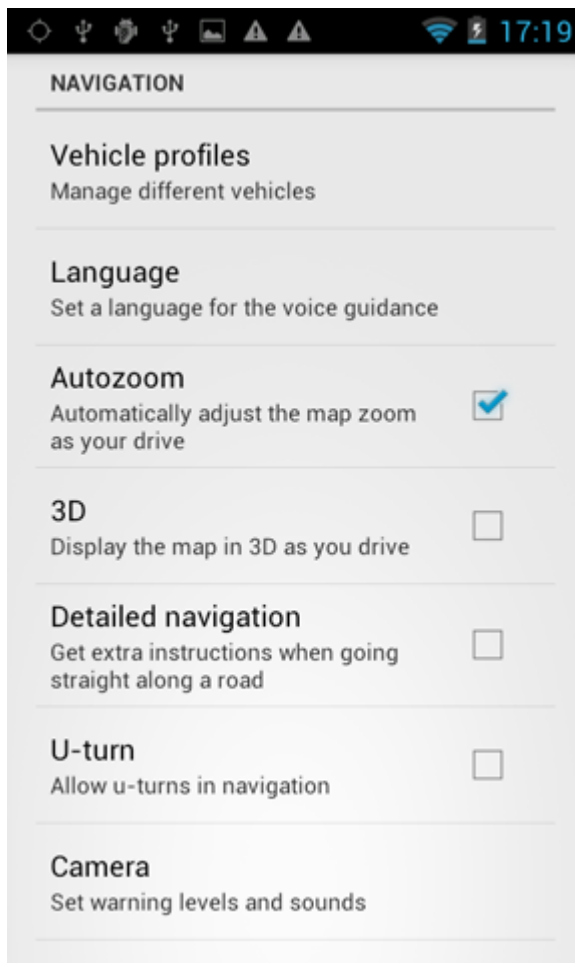 17:19
NAVIGATION
Vehicle profiles
Manage different vehicles
Language
Set a language for the voice guidance
Autozoom
Automatically adjust the map zoom
as your drive
3D
Display the map in 3D as you drive
Detailed navigation
Get extra instructions when going
straight along a road
U-turn
Allow u-turns in navigation
Camera
Set warning levels and sounds